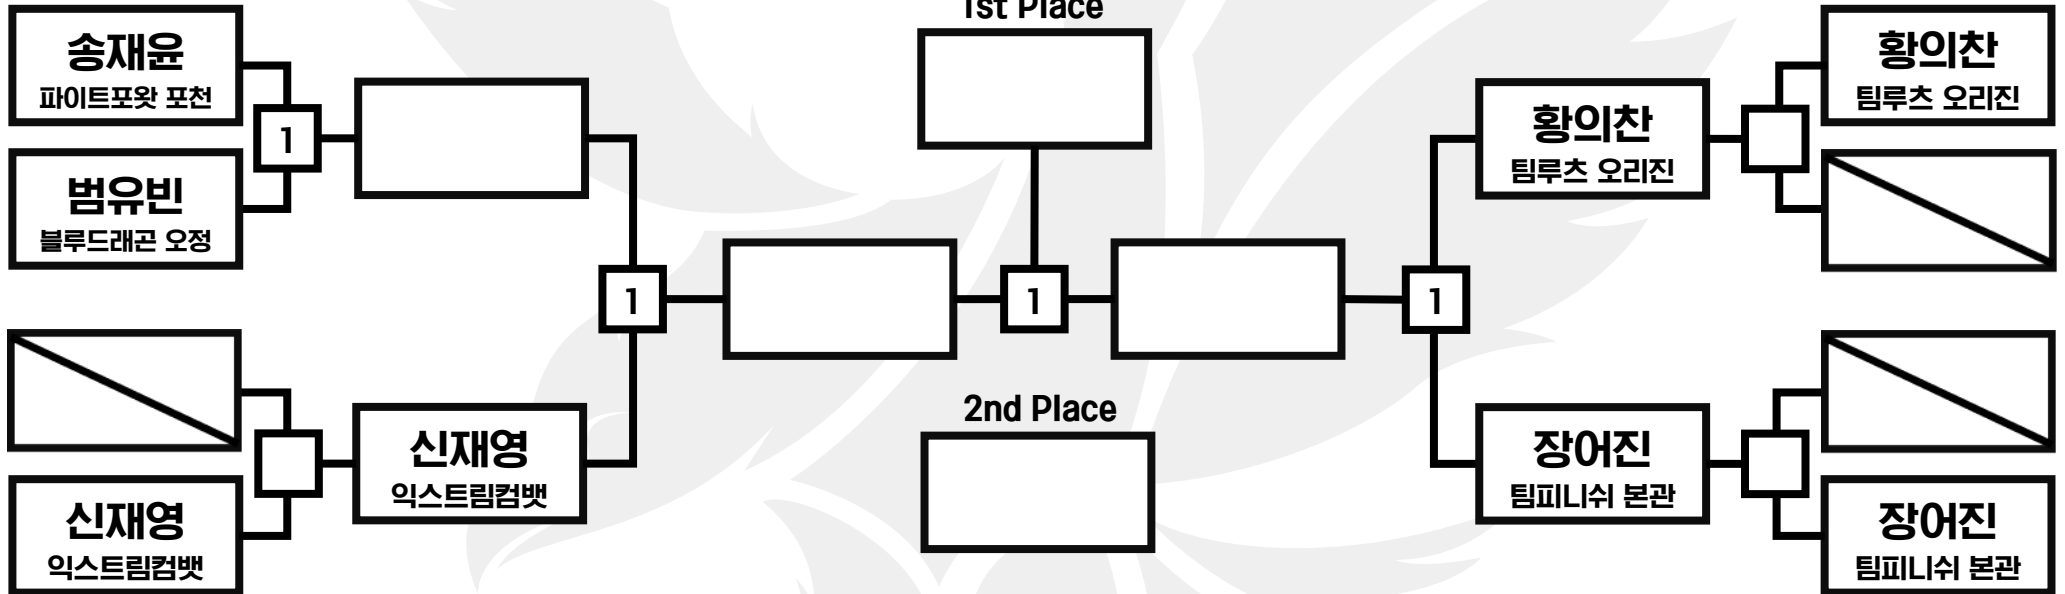 1st Place
송재윤
파이트포왓 포천
1
범유빈
블루드래곤 오정
신재영
익스트림컴뱃
신재영
익스트림컴뱃
1
1
1
2nd Place
황의찬
팀루츠 오리진
황의찬
팀루츠 오리진
장어진
팀피니쉬 본관
장어진
팀피니쉬 본관